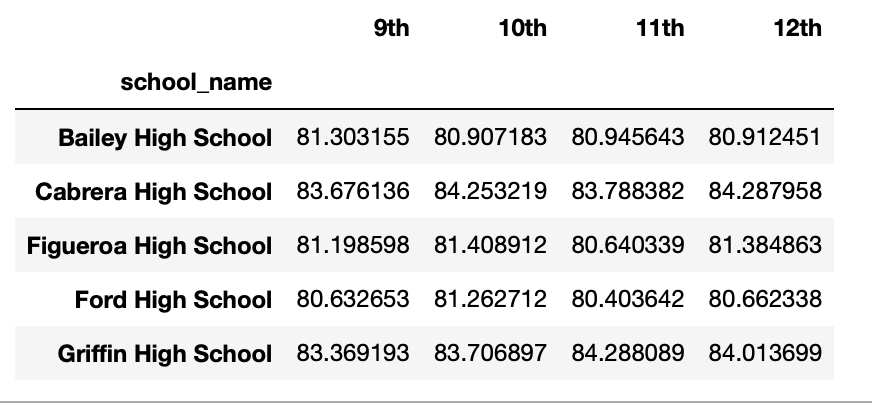 9th 10th 11th 12th
school_name
Bailey High School 81.303155 80.907183 80.945643 80.912451
Cabrera High School 83.676136 84.253219 83.788382 84.287958
Figueroa High School 81.198598 81.408912 80.640339 81.384863
Ford High School 80.632653 81.262712 80.403642 80.662338
Griffin High School 83.369193 83.706897 84.288089 84.013699